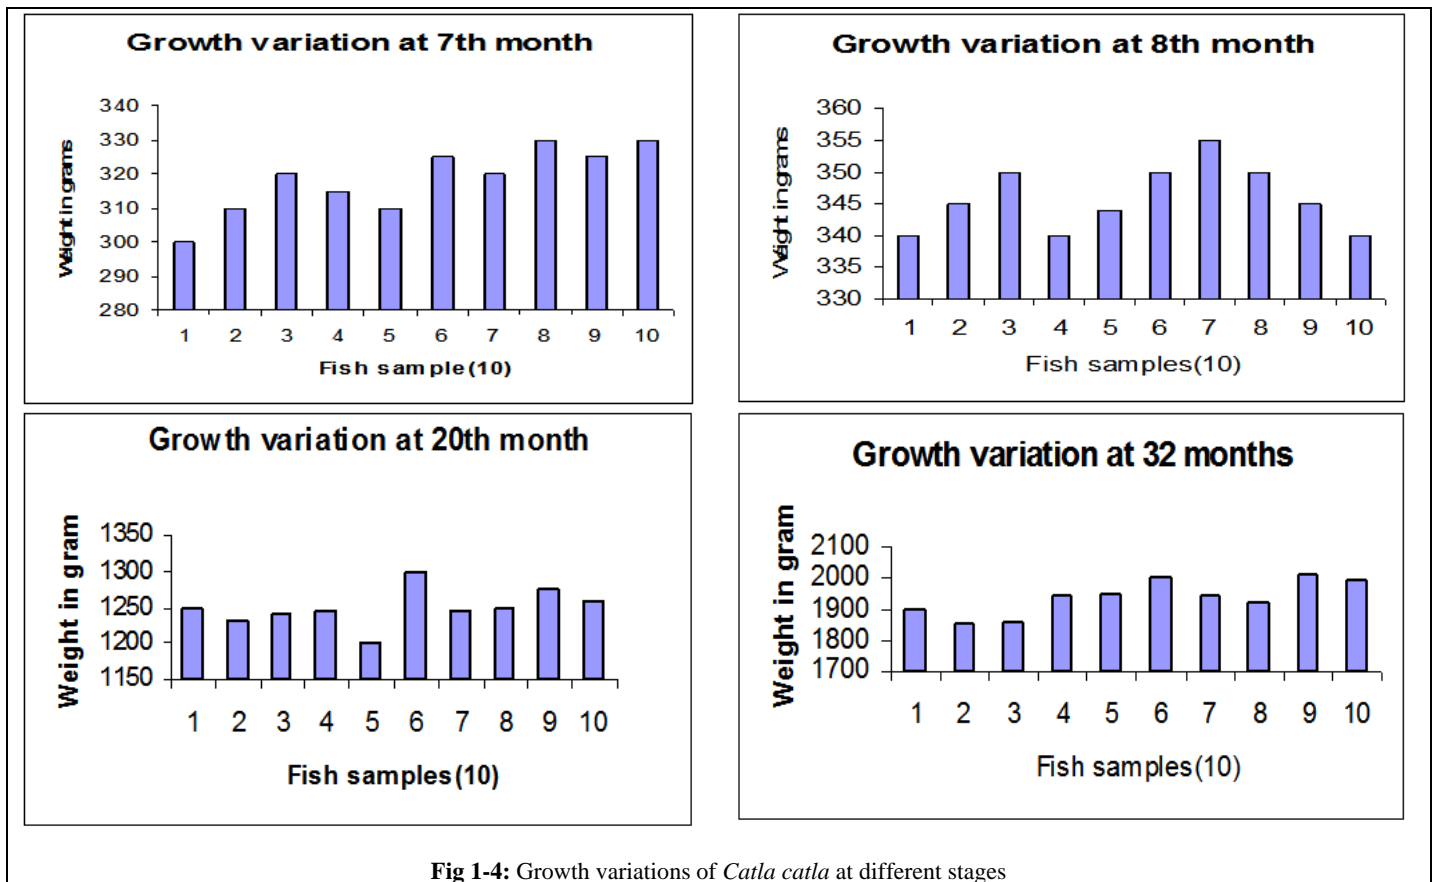 Growth variation at 7th month
340
330
320
310
300
290
280
Weight in grams
1 2 3 4 5 6 7 8 9 10
Fish sample(10)
Growth variation at 8th month
360
355
350
345
340
335
330
Weight in grams
1 2 3 4 5 6 7 8 9 10
Fish samples(10)
Growth variation at 20th month
1350
1300
1250
1200
1150
Weight in gram
1 2 3 4 5 6 7 8 9 10
Fish samples(10)
Growth variation at 32 months
2100
2000
1900
1800
1700
Weight in gram
1 2 3 4 5 6 7 8 9 10
Fish samples(10)
Fig 1-4: Growth variations of Catla catla at different stages